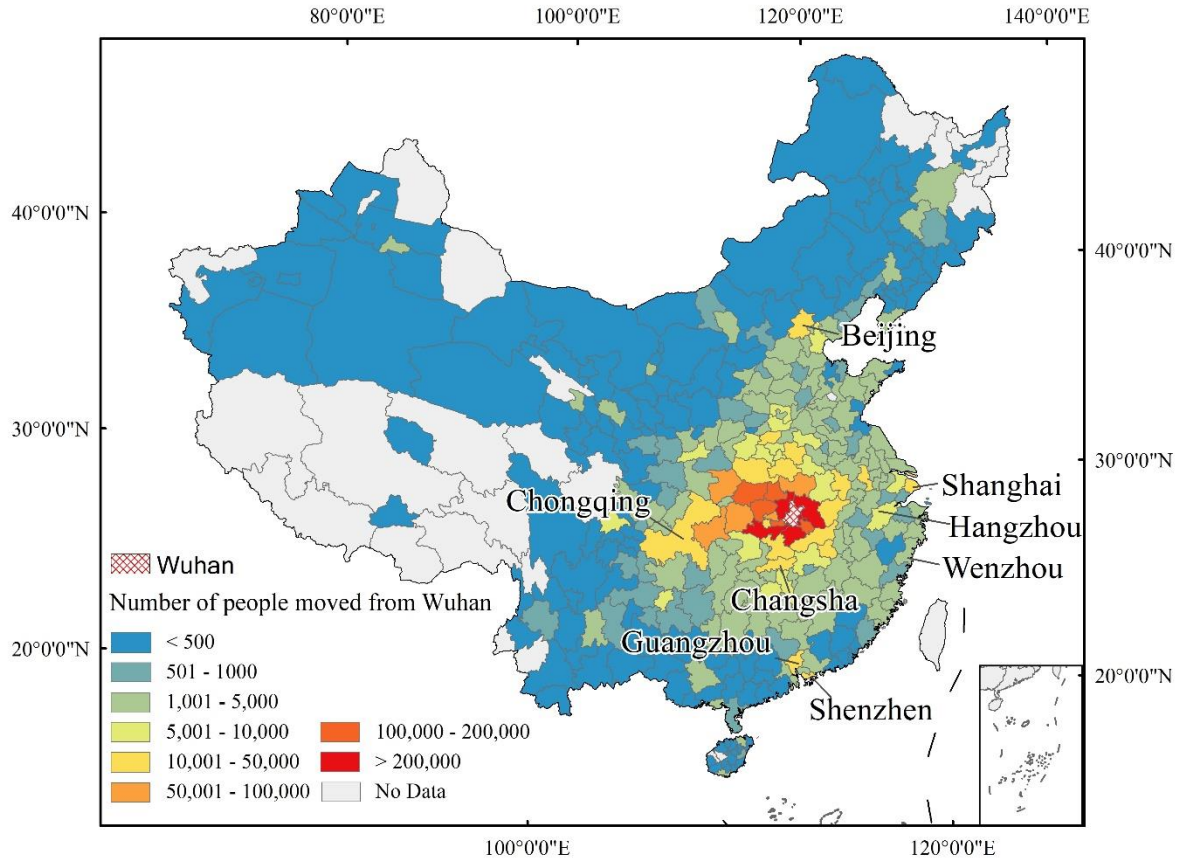 80°0'0"E
100°0'0"E
120°0'0"E
140°0'0"E
40°0'0"N
40°0'0"N
Beijing
30°0'0"N
30°0'0"N
Chongqing
Shanghai
Hangzhou
Wuhan
Wenzhou
Number of people moved from Wuhan
Changsha
< 500
Guangzhou
20°0'0"N
20°0'0"N
501 - 1000
1,001 - 5,000
Shenzhen
5,001 - 10,000
100,000 - 200,000
10,001 - 50,000
> 200,000
50,001 - 100,000
No Data
100°0'0"E
120°0'0"E